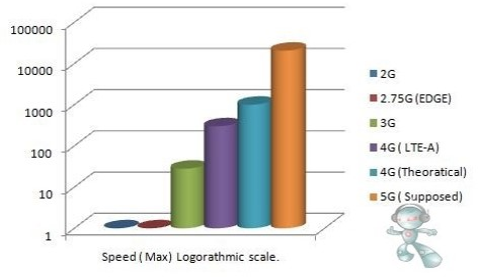 100000
10000
1000
100
10
1
Speed ( Max) Logorathmic scale.
2G
2.75G (EDGE)
3G
4G ( LTE-A)
4G (Theoratical)
5G ( Supposed)